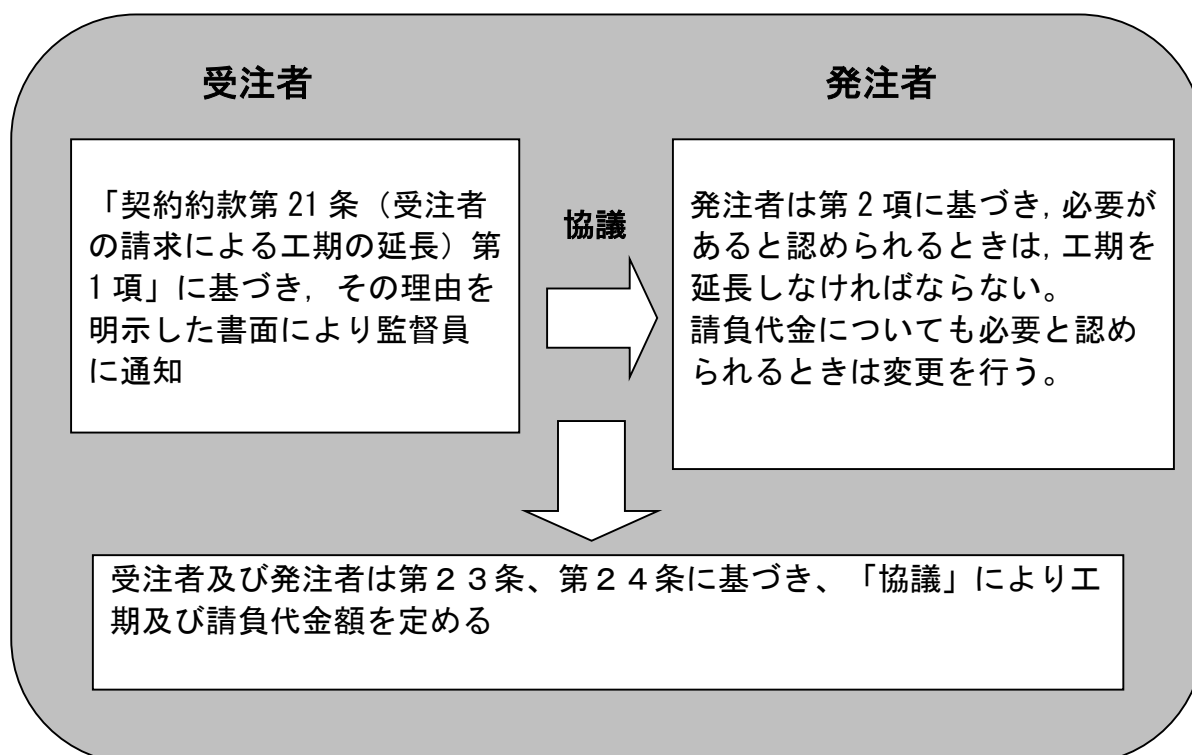 受注者
発注者
「契約約款第 21 条（受注者
の請求による工期の延長）第
1 項」に基づき，その理由を
明示した書面により監督員
に通知
協議
発注者は第 2 項に基づき，必要が
あると認められるときは，工期を
延長しなければならない。
請負代金についても必要と認め
られるときは変更を行う。
受注者及び発注者は第２３条、第２４条に基づき、「協議」により工
期及び請負代金額を定める